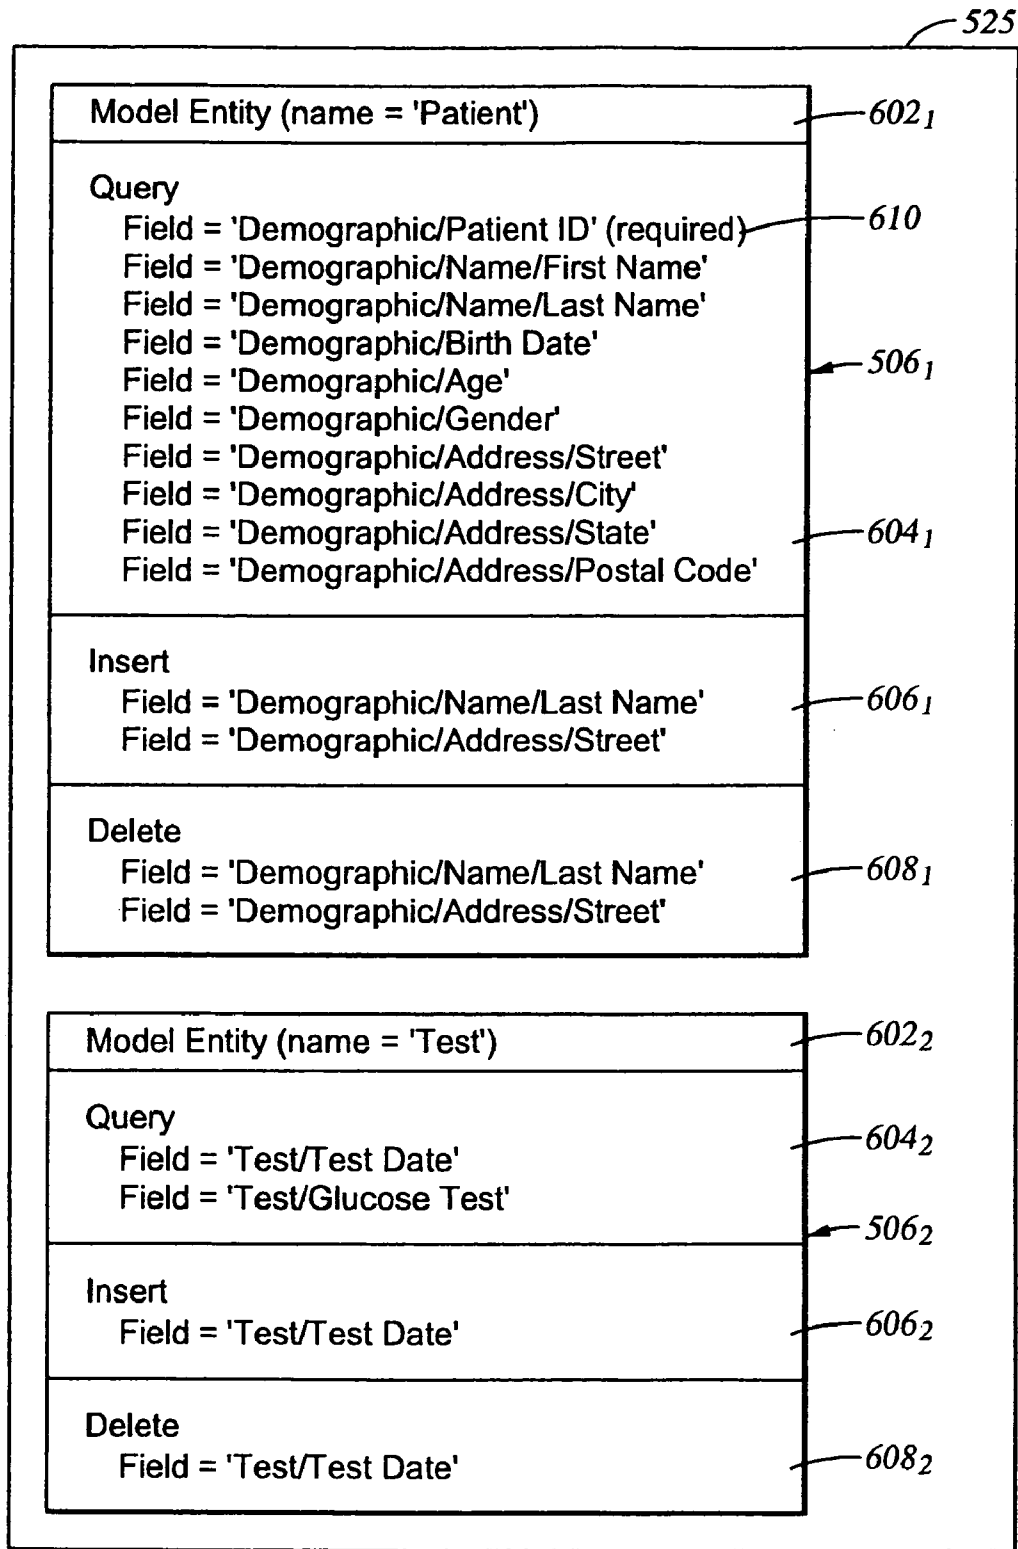 525
Model Entity (name = 'Patient') 602₁
Query
Field = 'Demographic/Patient ID' (required) 610
Field = 'Demographic/Name/First Name'
Field = 'Demographic/Name/Last Name'
Field = 'Demographic/Birth Date'
Field = 'Demographic/Age' 506₁
Field = 'Demographic/Gender'
Field = 'Demographic/Address/Street'
Field = 'Demographic/Address/City'
Field = 'Demographic/Address/State' 604₁
Field = 'Demographic/Address/Postal Code'
Insert
Field = 'Demographic/Name/Last Name' 606₁
Field = 'Demographic/Address/Street'
Delete
Field = 'Demographic/Name/Last Name' 608₁
Field = 'Demographic/Address/Street'
Model Entity (name = 'Test') 602₂
Query
Field = 'Test/Test Date' 604₂
Field = 'Test/Glucose Test'
506₂
Insert
Field = 'Test/Test Date' 606₂
Delete
Field = 'Test/Test Date' 608₂